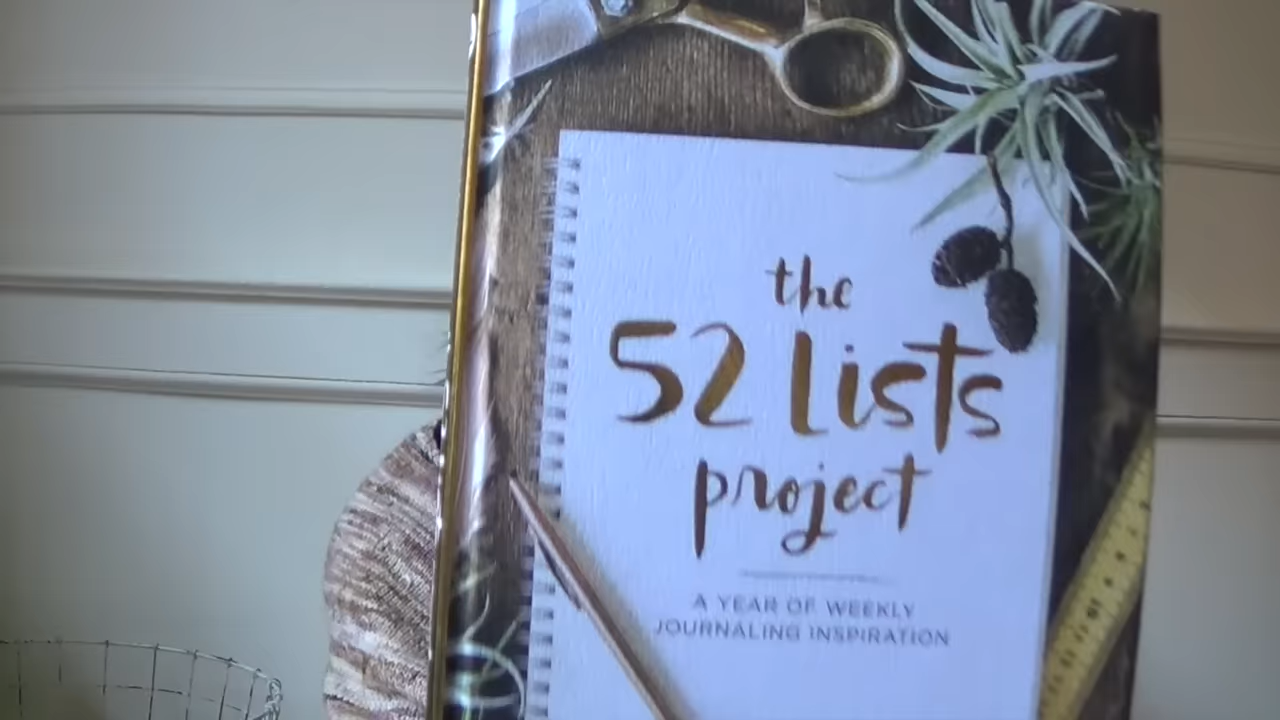 the
52 Lists
project
A YEAR OF WEEKLY
JOURNALING INSPIRATION